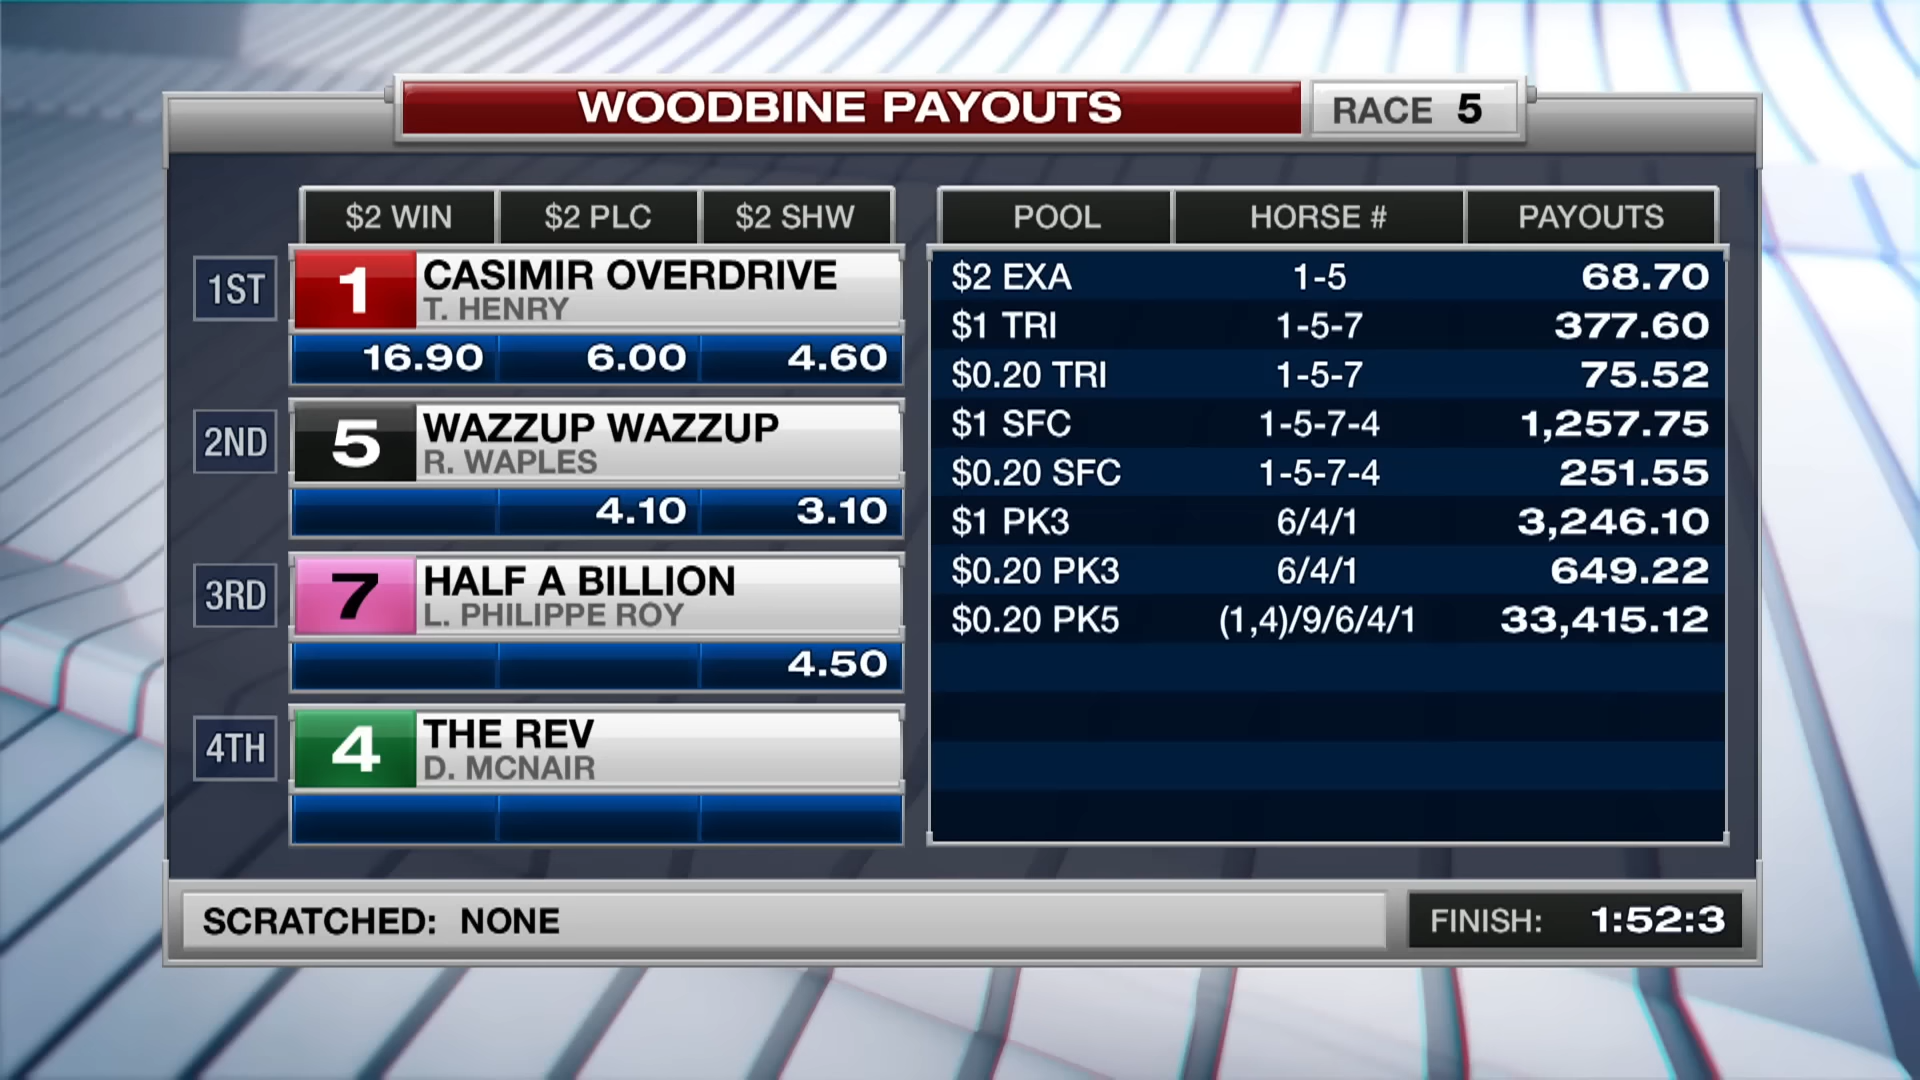 WOODBINE PAYOUTS
RACE 5
$2 WIN $2 PLC $2 SHW
1ST 1 CASIMIR OVERDRIVE
T. HENRY
16.90 6.00 4.60
2ND 5 WAZZUP WAZZUP
R. WAPLES
4.10 3.10
3RD 7 HALF A BILLION
L. PHILIPPE ROY
4.50
4TH 4 THE REV
D. MCNAIR
POOL HORSE # PAYOUTS
$2 EXA 1-5 68.70
$1 TRI 1-5-7 377.60
$0.20 TRI 1-5-7 75.52
$1 SFC 1-5-7-4 1,257.75
$0.20 SFC 1-5-7-4 251.55
$1 PK3 6/4/1 3,246.10
$0.20 PK3 6/4/1 649.22
$0.20 PK5 (1,4)/9/6/4/1 33,415.12
SCRATCHED: NONE
FINISH: 1:52:3